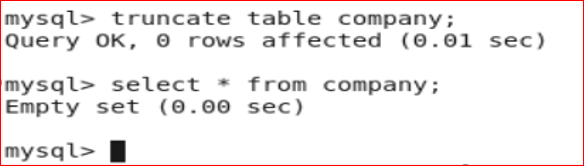 mysql> truncate table company;
Query OK, 0 rows affected (0.01 sec)
mysql> select * from company;
Empty set (0.00 sec)
mysql>